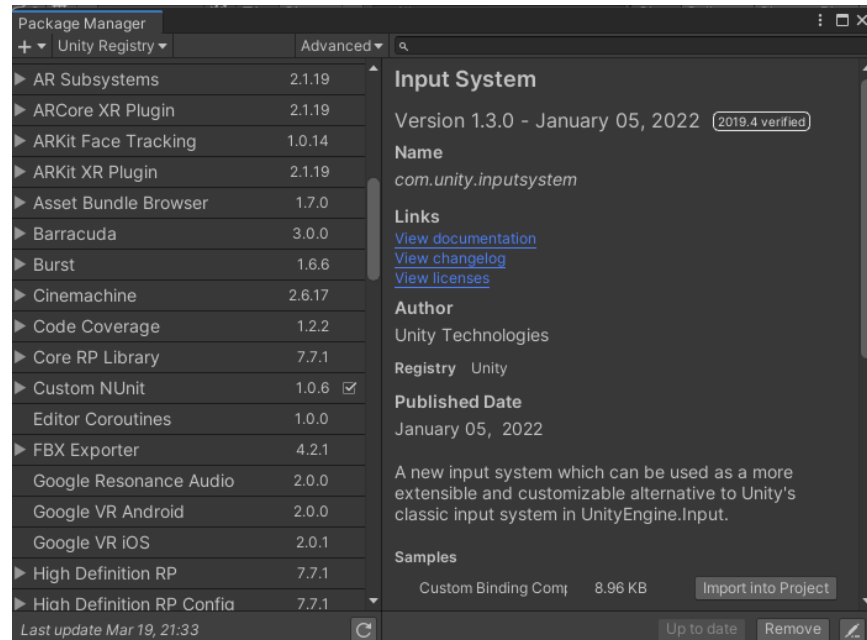 Package Manager
Unity Registry
Advanced
AR Subsystems 2.1.19
ARCore XR Plugin 2.1.19
ARKit Face Tracking 1.0.14
ARKit XR Plugin 2.1.19
Asset Bundle Browser 1.7.0
Barracuda 3.0.0
Burst 1.6.6
Cinemachine 2.6.17
Code Coverage 1.2.2
Core RP Library 7.7.1
Custom NUnit 1.0.6
Editor Coroutines 1.0.0
FBX Exporter 4.2.1
Google Resonance Audio 2.0.0
Google VR Android 2.0.0
Google VR iOS 2.0.1
High Definition RP 7.7.1
High Definition RP Config 7.7.1
Last update Mar 19, 21:33
Input System
Version 1.3.0 - January 05, 2022 2019.4 verified
Name
com.unity.inputsystem
Links
View documentation
View changelog
View licenses
Author
Unity Technologies
Registry Unity
Published Date
January 05, 2022
A new input system which can be used as a more
extensible and customizable alternative to Unity's
classic input system in UnityEngine.Input.
Samples
Custom Binding Comp 8.96 KB Import into Project
Up to date Remove